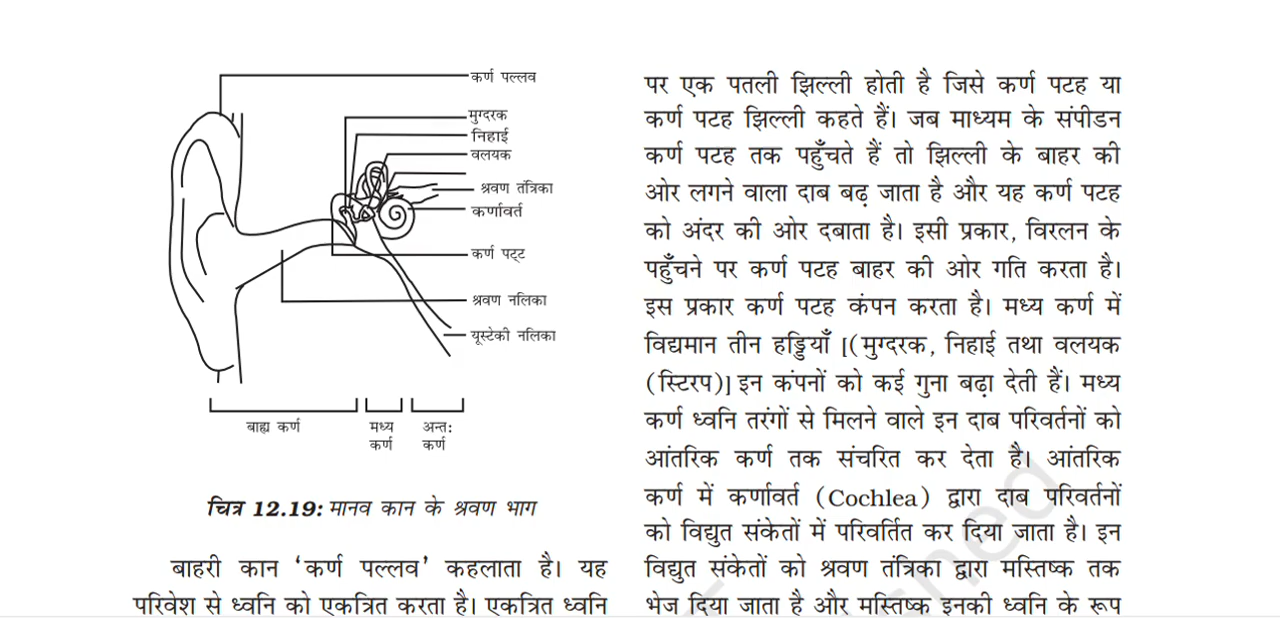 कर्ण पल्लव
मुग्दरक
निहाई
वलयक
श्रवण तंत्रिका
कर्णावर्त
कर्ण पट्ट
श्रवण नलिका
यूस्टेकी नलिका
बाह्य कर्ण
मध्य
कर्ण
अन्त:
कर्ण
चित्र 12.19: मानव कान के श्रवण भाग
बाहरी कान ‘कर्ण पल्लव’ कहलाता है। यह
परिवेश से ध्वनि को एकत्रित करता है। एकत्रित ध्वनि
पर एक पतली झिल्ली होती है जिसे कर्ण पटह या
कर्ण पटह झिल्ली कहते हैं। जब माध्यम के संपीडन
कर्ण पटह तक पहुँचते हैं तो झिल्ली के बाहर की
ओर लगने वाला दाब बढ़ जाता है और यह कर्ण पटह
को अंदर की ओर दबाता है। इसी प्रकार, विरलन के
पहुँचने पर कर्ण पटह बाहर की ओर गति करता है।
इस प्रकार कर्ण पटह कंपन करता है। मध्य कर्ण में
विद्यमान तीन हड्डियाँ [(मुग्दरक, निहाई तथा वलयक
(स्टिरप)] इन कंपनों को कई गुना बढ़ा देती हैं। मध्य
कर्ण ध्वनि तरंगों से मिलने वाले इन दाब परिवर्तनों को
आंतरिक कर्ण तक संचरित कर देता है। आंतरिक
कर्ण में कर्णावर्त (Cochlea) द्वारा दाब परिवर्तनों
को विद्युत संकेतों में परिवर्तित कर दिया जाता है। इन
विद्युत संकेतों को श्रवण तंत्रिका द्वारा मस्तिष्क तक
भेज दिया जाता है और मस्तिष्क इनकी ध्वनि के रूप